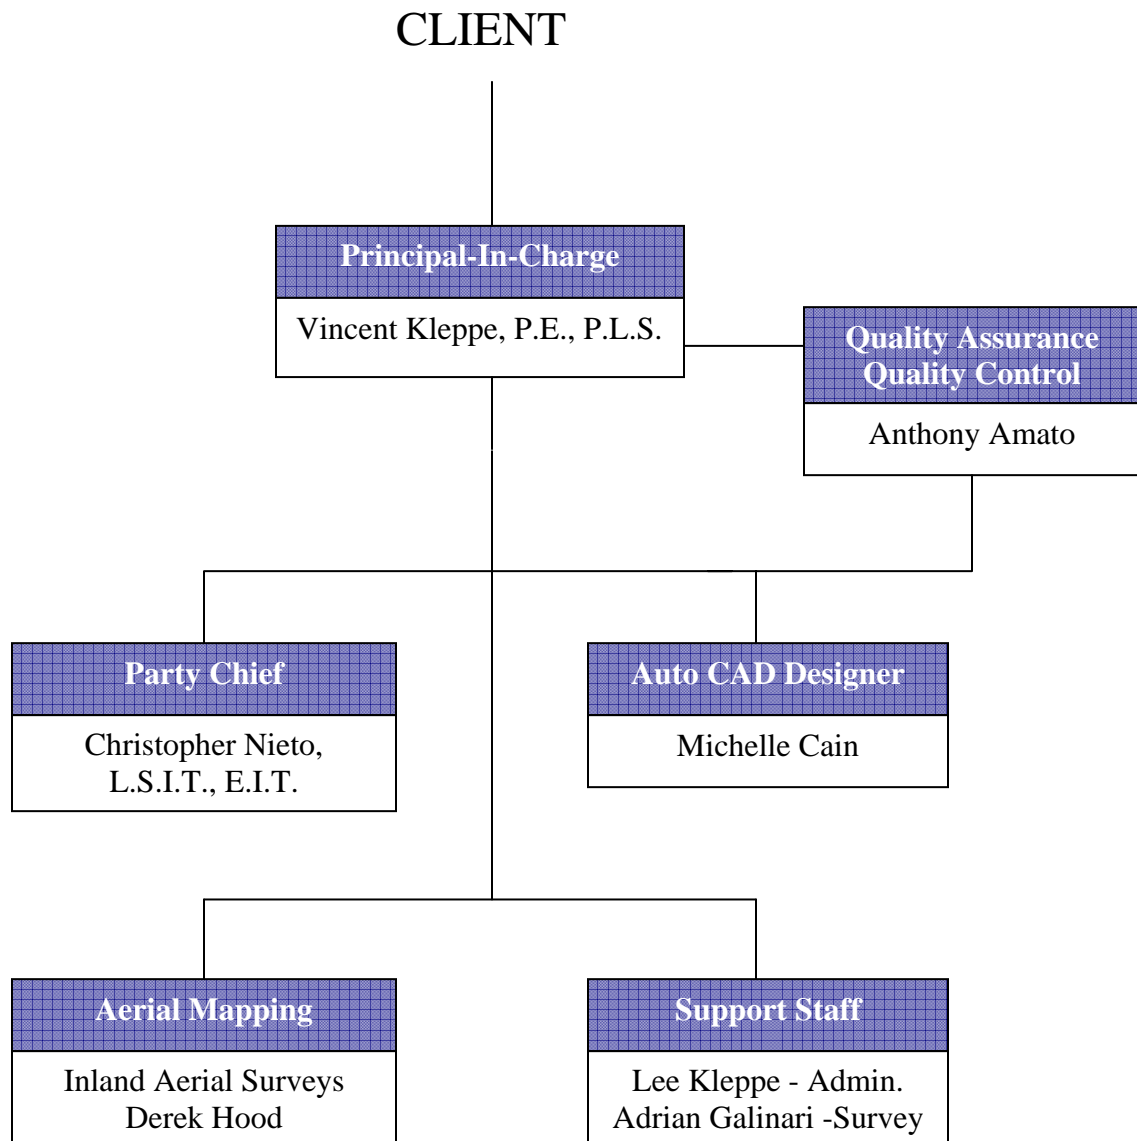 CLIENT
Principal-In-Charge
Vincent Kleppe, P.E., P.L.S.
Quality Assurance
Quality Control
Anthony Amato
Party Chief
Christopher Nieto,
L.S.I.T., E.I.T.
Auto CAD Designer
Michelle Cain
Aerial Mapping
Inland Aerial Surveys
Derek Hood
Support Staff
Lee Kleppe - Admin.
Adrian Galinari -Survey